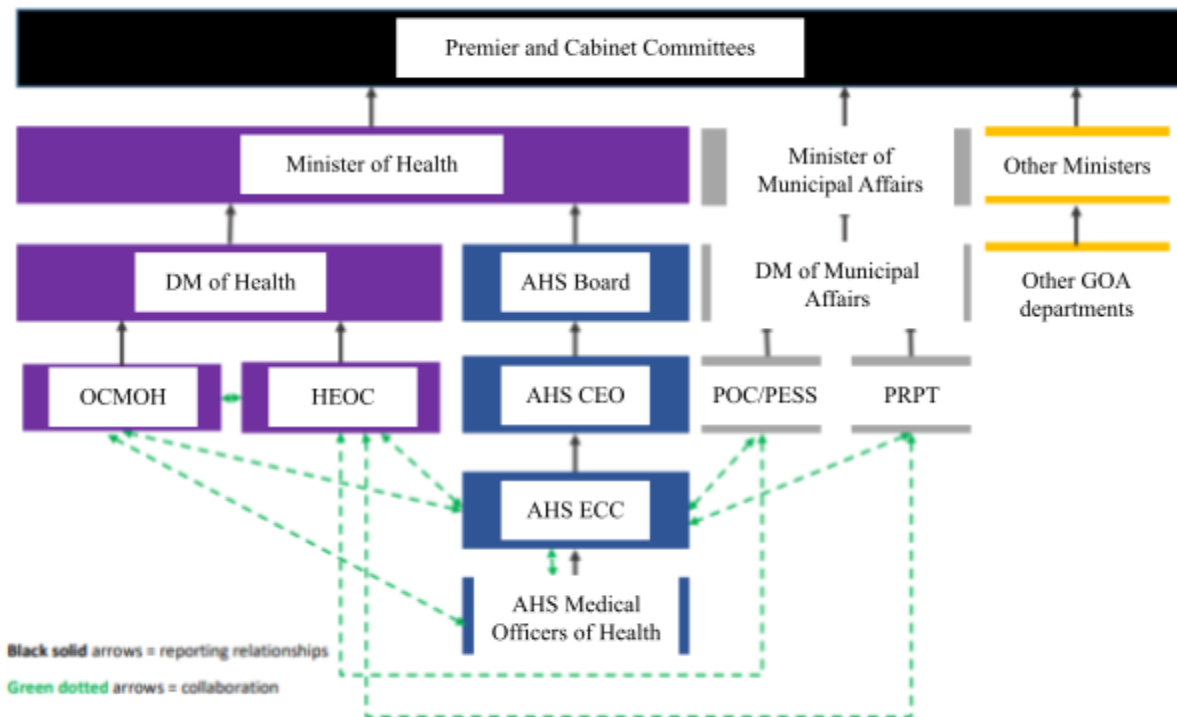 Premier and Cabinet Committees
Minister of Health
Minister of
Municipal Affairs
Other Ministers
DM of Health
AHS Board
DM of Municipal
Affairs
Other GOA
departments
OCMOH
HEOC
AHS CEO
POC/PESS
PRPT
AHS ECC
AHS Medical
Officers of Health
Black solid arrows = reporting relationships
Green dotted arrows = collaboration